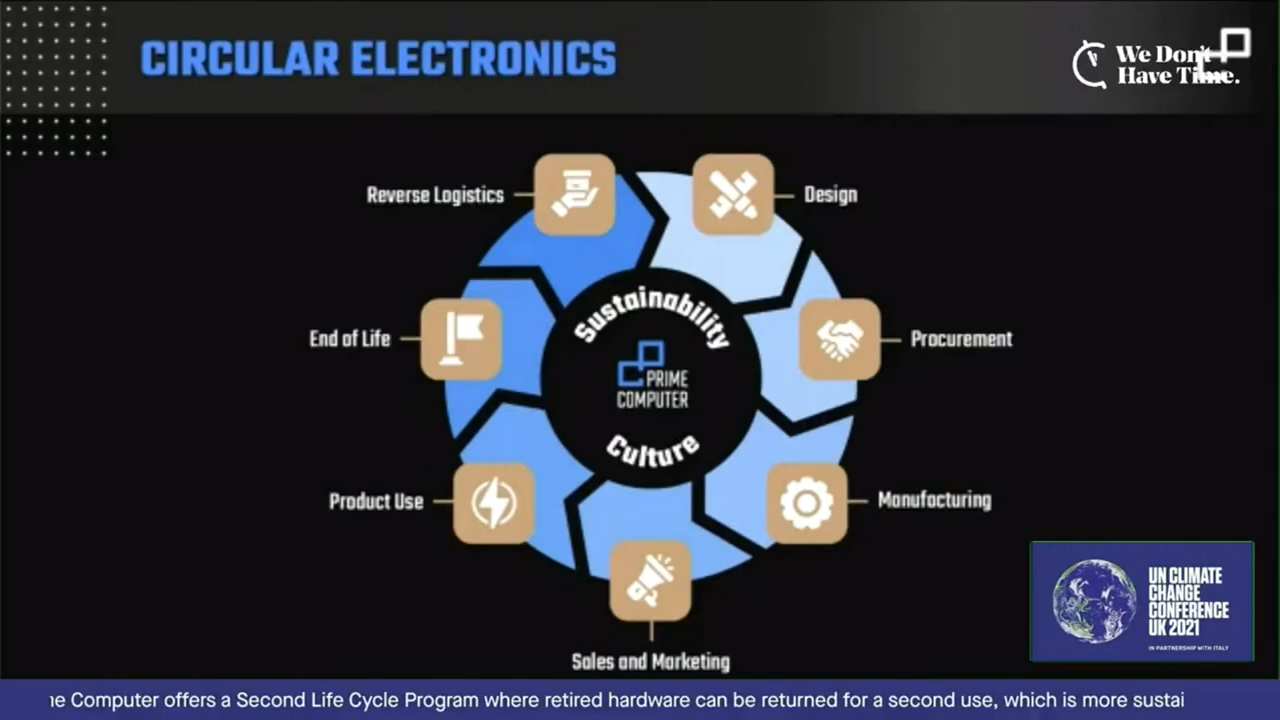 CIRCULAR ELECTRONICS
We Don't
Have Time.
Reverse Logistics
Design
End of Life
Procurement
Sustainability
PRIME
COMPUTER
Culture
Product Use
Manufacturing
Sales and Marketing
UN CLIMATE
CHANGE
CONFERENCE
UK 2021
IN PARTNERSHIP WITH ITALY
ne Computer offers a Second Life Cycle Program where retired hardware can be returned for a second use, which is more sustai